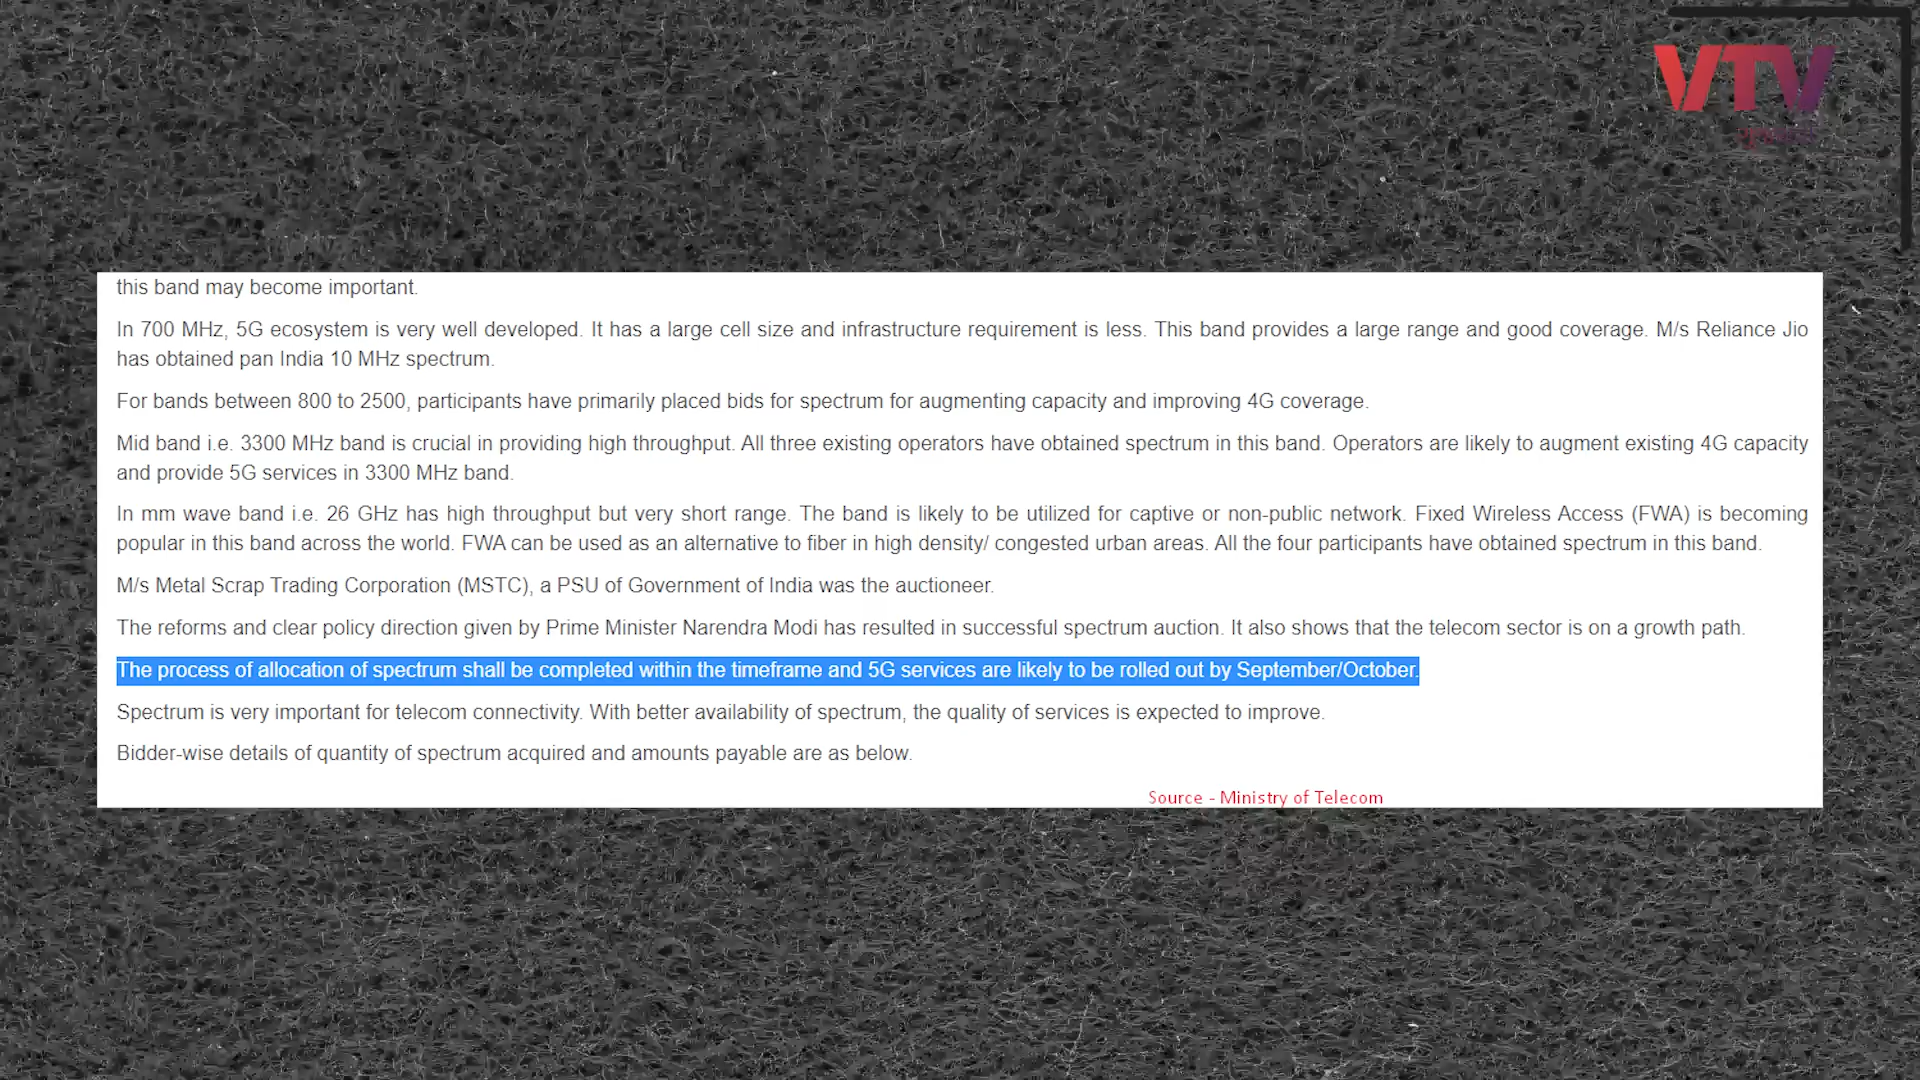 VTV
this band may become important.
In 700 MHz, 5G ecosystem is very well developed. It has a large cell size and infrastructure requirement is less. This band provides a large range and good coverage. M/s Reliance Jio
has obtained pan India 10 MHz spectrum.
For bands between 800 to 2500, participants have primarily placed bids for spectrum for augmenting capacity and improving 4G coverage.
Mid band i.e. 3300 MHz band is crucial in providing high throughput. All three existing operators have obtained spectrum in this band. Operators are likely to augment existing 4G capacity
and provide 5G services in 3300 MHz band.
In mm wave band i.e. 26 GHz has high throughput but very short range. The band is likely to be utilized for captive or non-public network. Fixed Wireless Access (FWA) is becoming
popular in this band across the world. FWA can be used as an alternative to fiber in high density/ congested urban areas. All the four participants have obtained spectrum in this band.
M/s Metal Scrap Trading Corporation (MSTC), a PSU of Government of India was the auctioneer.
The reforms and clear policy direction given by Prime Minister Narendra Modi has resulted in successful spectrum auction. It also shows that the telecom sector is on a growth path.
The process of allocation of spectrum shall be completed within the timeframe and 5G services are likely to be rolled out by September/October.
Spectrum is very important for telecom connectivity. With better availability of spectrum, the quality of services is expected to improve.
Bidder-wise details of quantity of spectrum acquired and amounts payable are as below.
Source - Ministry of Telecom